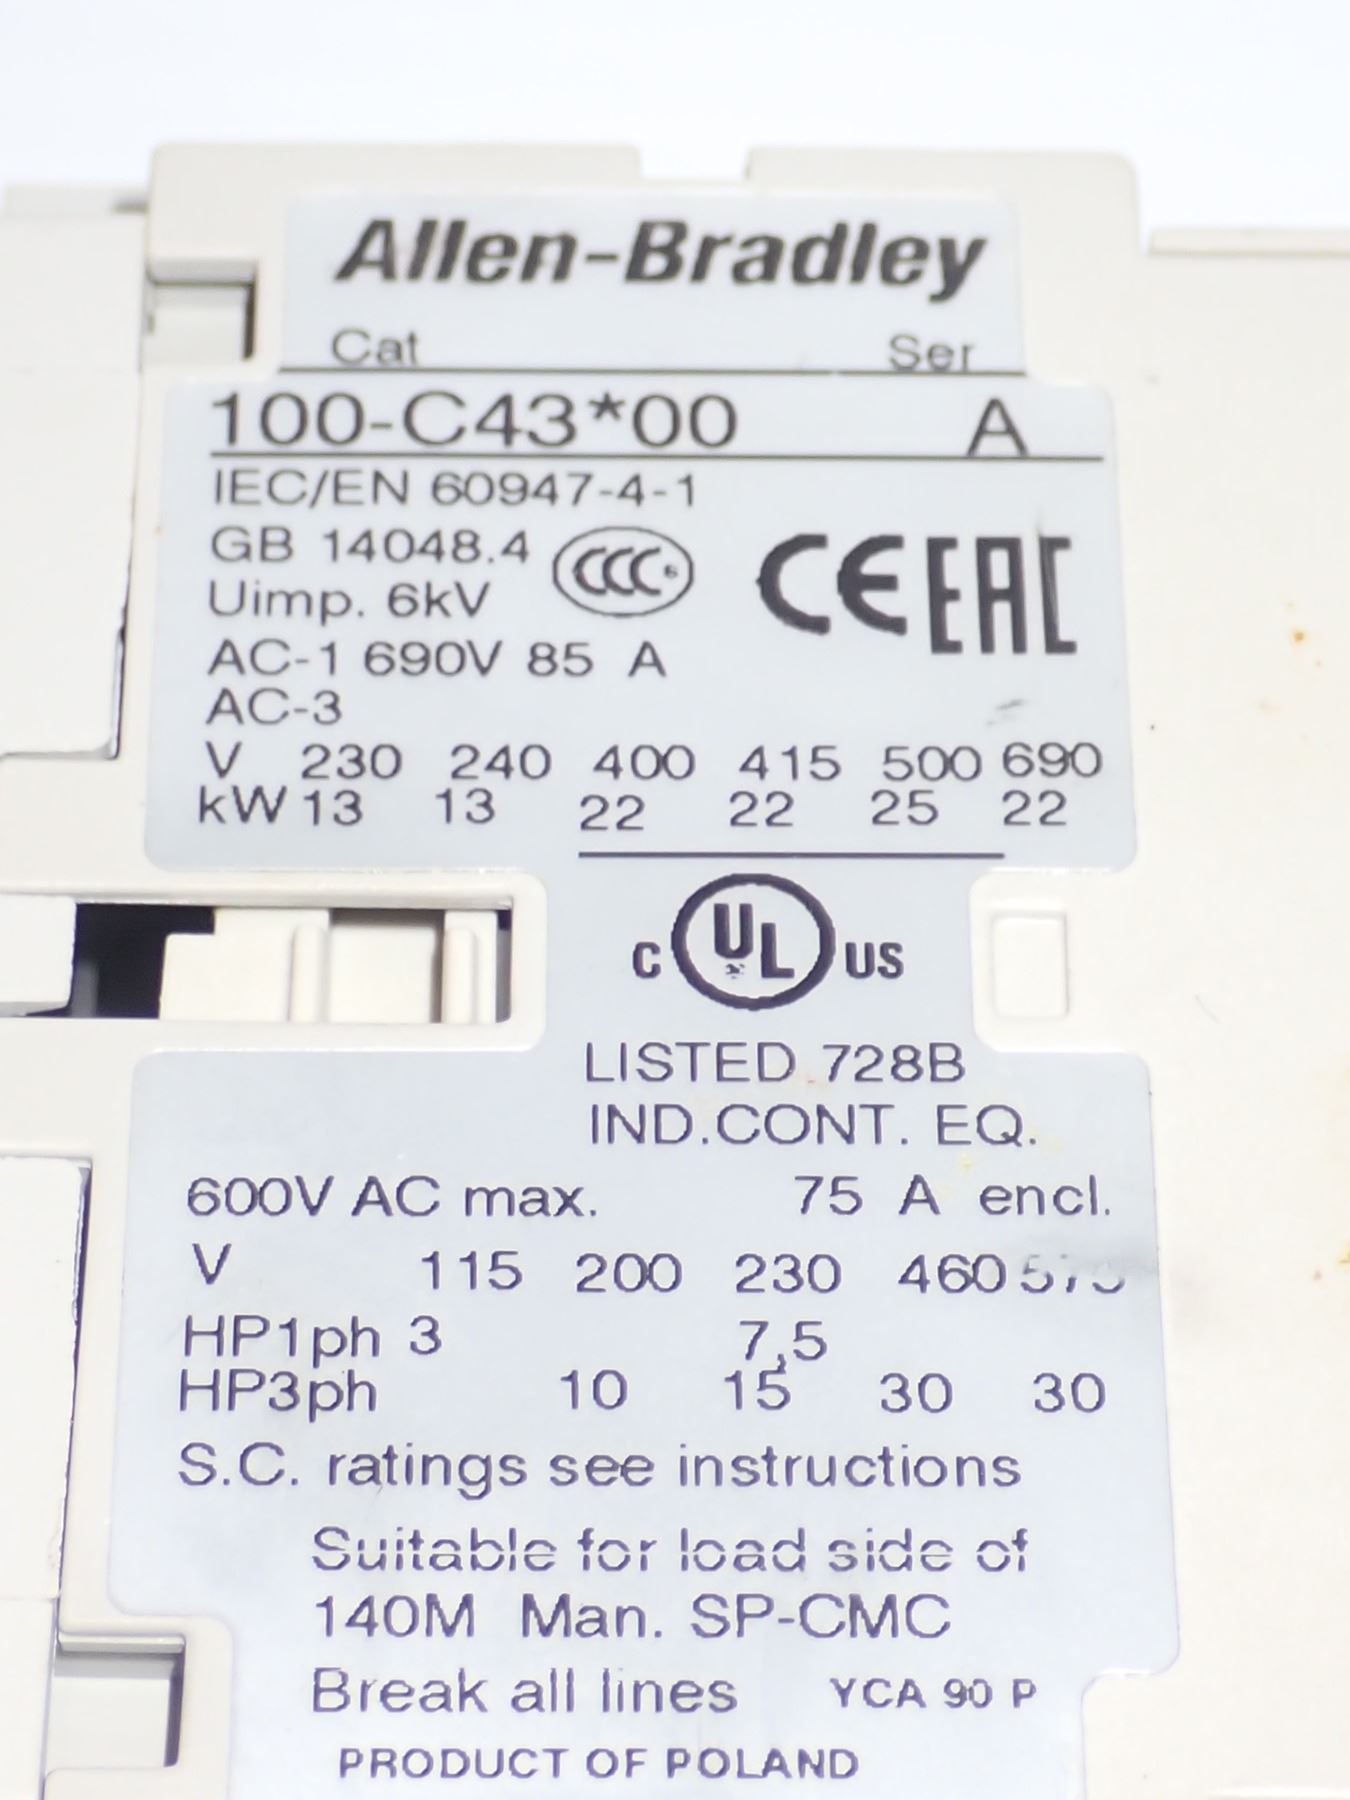 Allen-Bradley
Cat Ser
100-C43*00 A
IEC/EN 60947-4-1
GB 14048.4
CCC
CE EAC
Uimp. 6kV
AC-1 690V 85 A
AC-3
V 230 240 400 415 500 690
kW 13 13 22 22 25 22
C UL US
LISTED 728B
IND.CONT. EQ.
600V AC max. 75 A encl.
V 115 200 230 460 575
HP1ph 3 7,5
HP3ph 10 15 30 30
S.C. ratings see instructions
Suitable for load side of
140M Man. SP-CMC
Break all lines YCA 90 P
PRODUCT OF POLAND